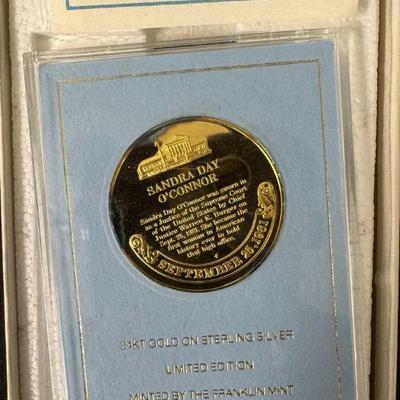 SANDRA DAY
O'CONNOR
Sandra Day O'Connor was sworn in
as a Justice of the Supreme Court
of the United States by Chief
Justice Warren E. Burger on
Sept. 25, 1981. She became the
first woman in American
history ever to hold
that high office.
SEPTEMBER 25, 1981
24KT GOLD ON STERLING SILVER
LIMITED EDITION
MINTED BY THE FRANKLIN MINT